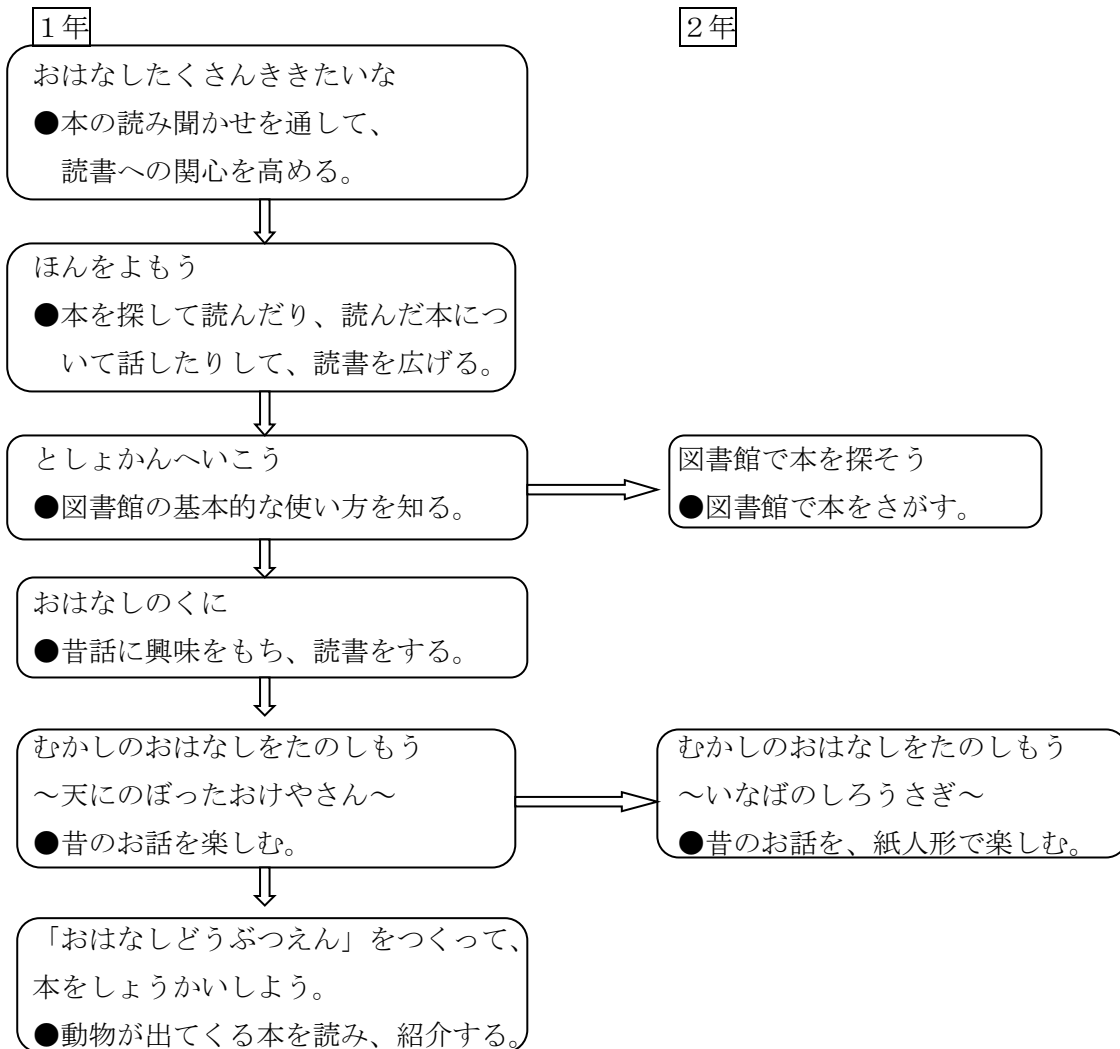 １年
２年
おはなしたくさんききたいな
●本の読み聞かせを通して、
読書への関心を高める。
ほんをよもう
●本を探して読んだり、読んだ本につ
いて話したりして、読書を広げる。
としょかんへいこう
●図書館の基本的な使い方を知る。
図書館で本を探そう
●図書館で本をさがす。
おはなしのくに
●昔話に興味をもち、読書をする。
むかしのおはなしをたのしもう
～天にのぼったおけやさん～
●昔のお話を楽しむ。
むかしのおはなしをたのしもう
～いなばのしろうさぎ～
●昔のお話を、紙人形で楽しむ。
「おはなしどうぶつえん」をつくって、
本をしょうかいしよう。
●動物が出てくる本を読み、紹介する。